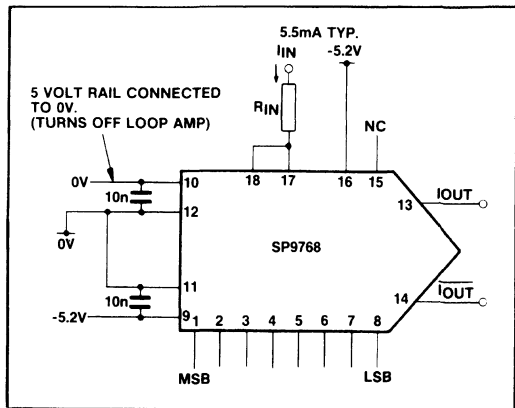 5.5mA TYP.
IIN
-5.2V
5 VOLT RAIL CONNECTED
TO 0V.
(TURNS OFF LOOP AMP)
RIN
NC
0V
10n
10
18
17
16
15
13
IOUT
12
0V
SP9768
11
10n
14
IOUT
-5.2V
9
1
2
3
4
5
6
7
8
MSB
LSB